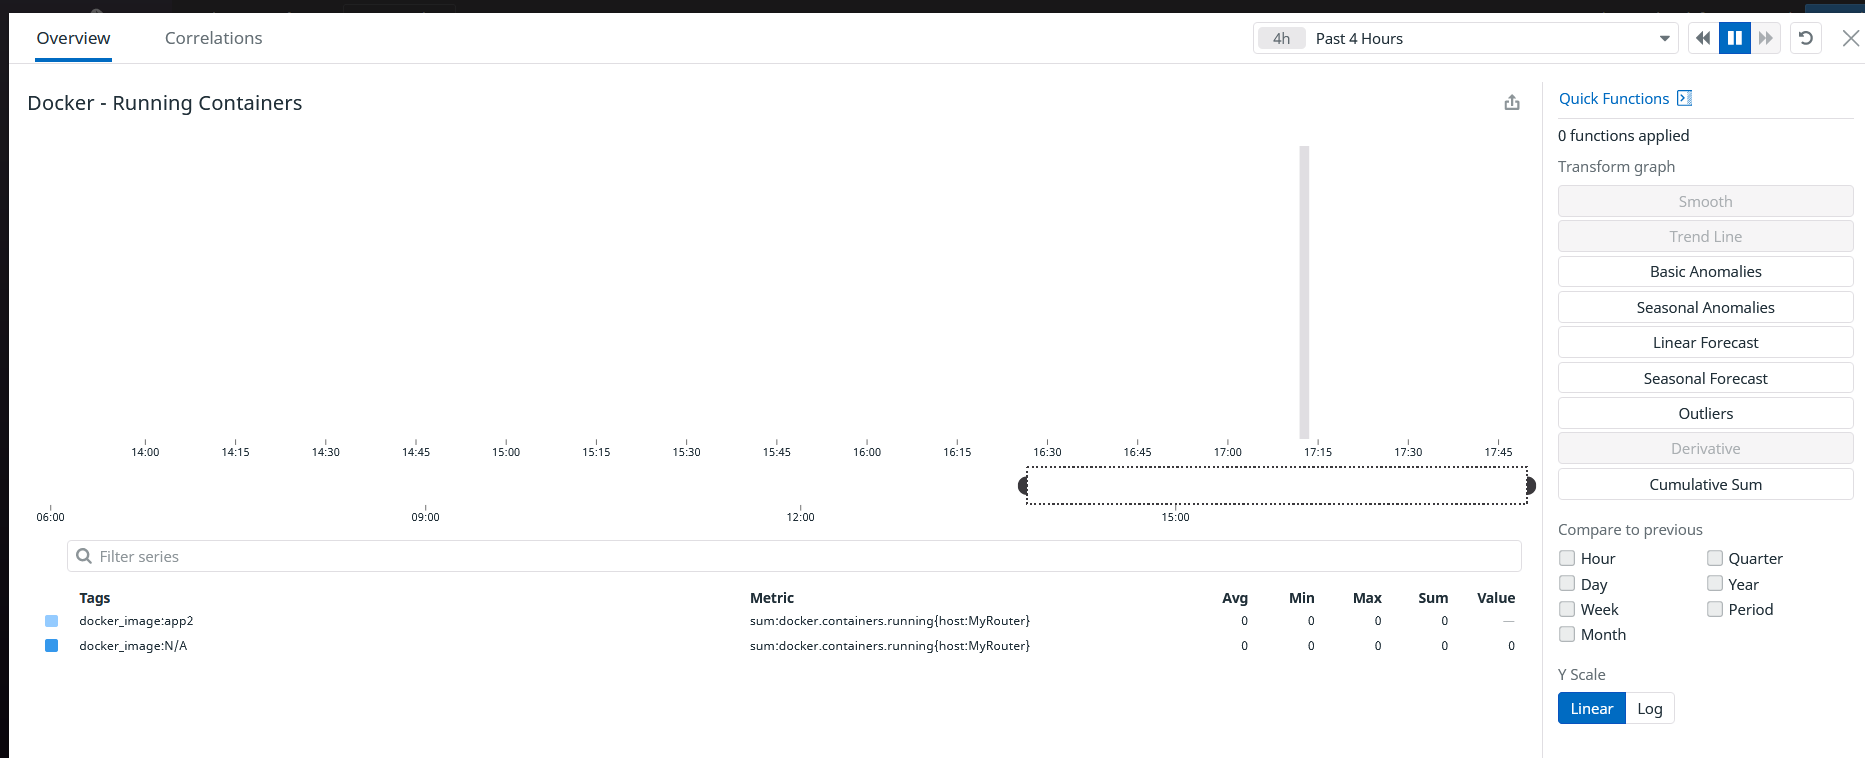 Overview Correlations 4h Past 4 Hours
Docker - Running Containers
14:00 14:15 14:30 14:45 15:00 15:15 15:30 15:45 16:00 16:15 16:30 16:45 17:00 17:15 17:30 17:45
06:00 09:00 12:00 15:00
Filter series
Tags Metric Avg Min Max Sum Value
docker_image:app2 sum:docker.containers.running{host:MyRouter} 0 0 0 0 —
docker_image:N/A sum:docker.containers.running{host:MyRouter} 0 0 0 0 0
Quick Functions
0 functions applied
Transform graph
Smooth
Trend Line
Basic Anomalies
Seasonal Anomalies
Linear Forecast
Seasonal Forecast
Outliers
Derivative
Cumulative Sum
Compare to previous
Hour Quarter
Day Year
Week Period
Month
Y Scale
Linear Log